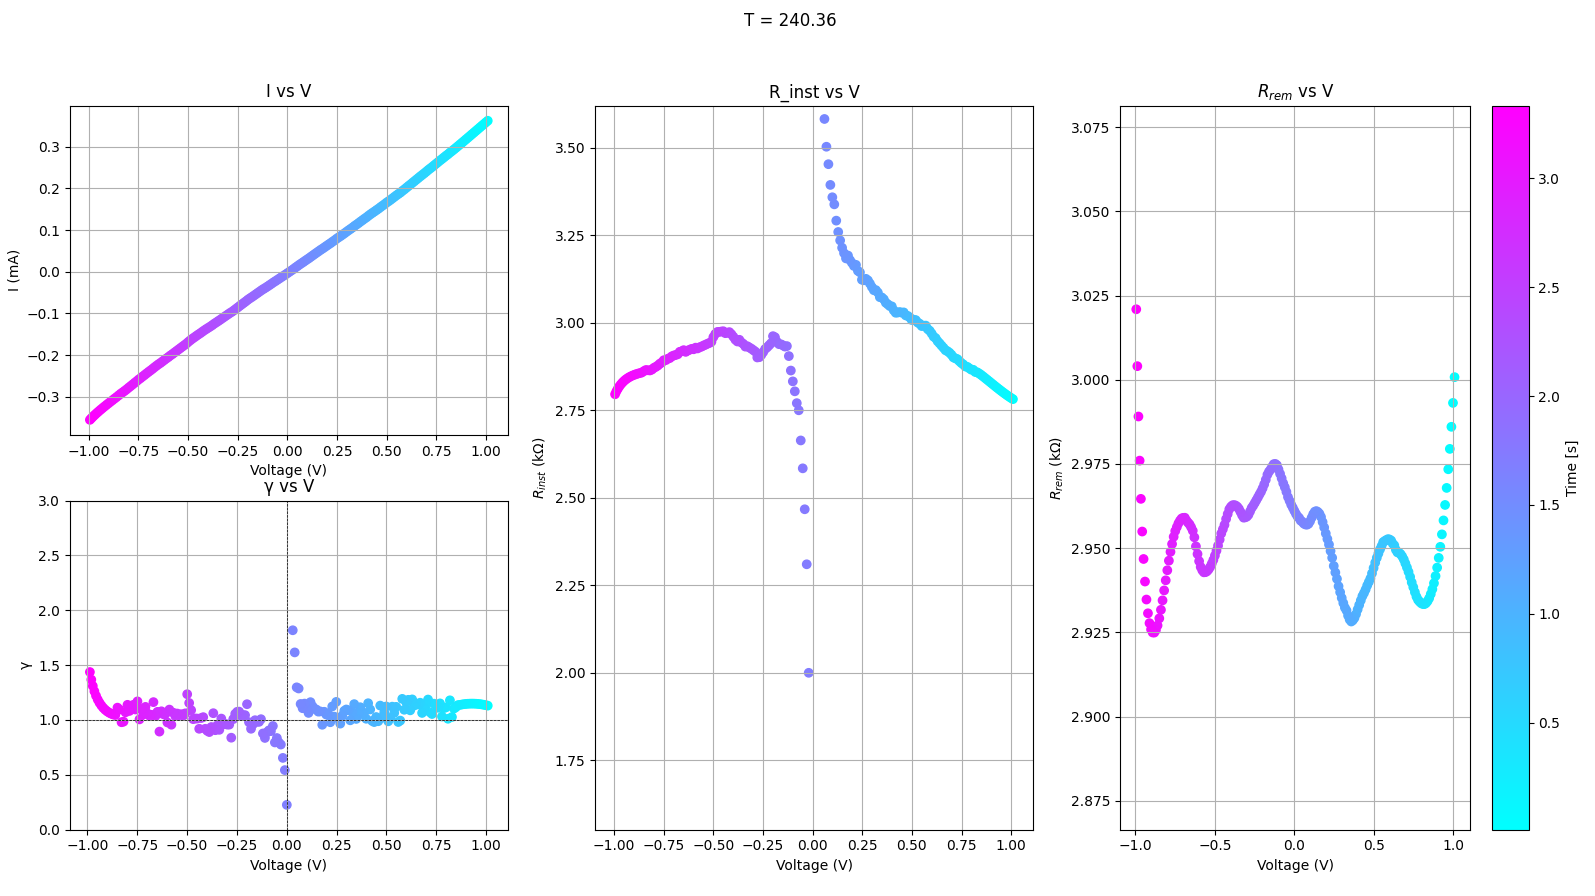 T = 240.36
I vs V
I (mA)
0.3
0.2
0.1
0.0
−0.1
−0.2
−0.3
−1.00 −0.75 −0.50 −0.25 0.00 0.25 0.50 0.75 1.00
Voltage (V)
γ vs V
γ
3.0
2.5
2.0
1.5
1.0
0.5
0.0
−1.00 −0.75 −0.50 −0.25 0.00 0.25 0.50 0.75 1.00
Voltage (V)
R_inst vs V
R_{inst} (kΩ)
3.50
3.25
3.00
2.75
2.50
2.25
2.00
1.75
−1.00 −0.75 −0.50 −0.25 0.00 0.25 0.50 0.75 1.00
Voltage (V)
R_{rem} vs V
R_{rem} (kΩ)
3.075
3.050
3.025
3.000
2.975
2.950
2.925
2.900
2.875
−1.0 −0.5 0.0 0.5 1.0
Voltage (V)
3.0
2.5
2.0
1.5
1.0
0.5
Time [s]